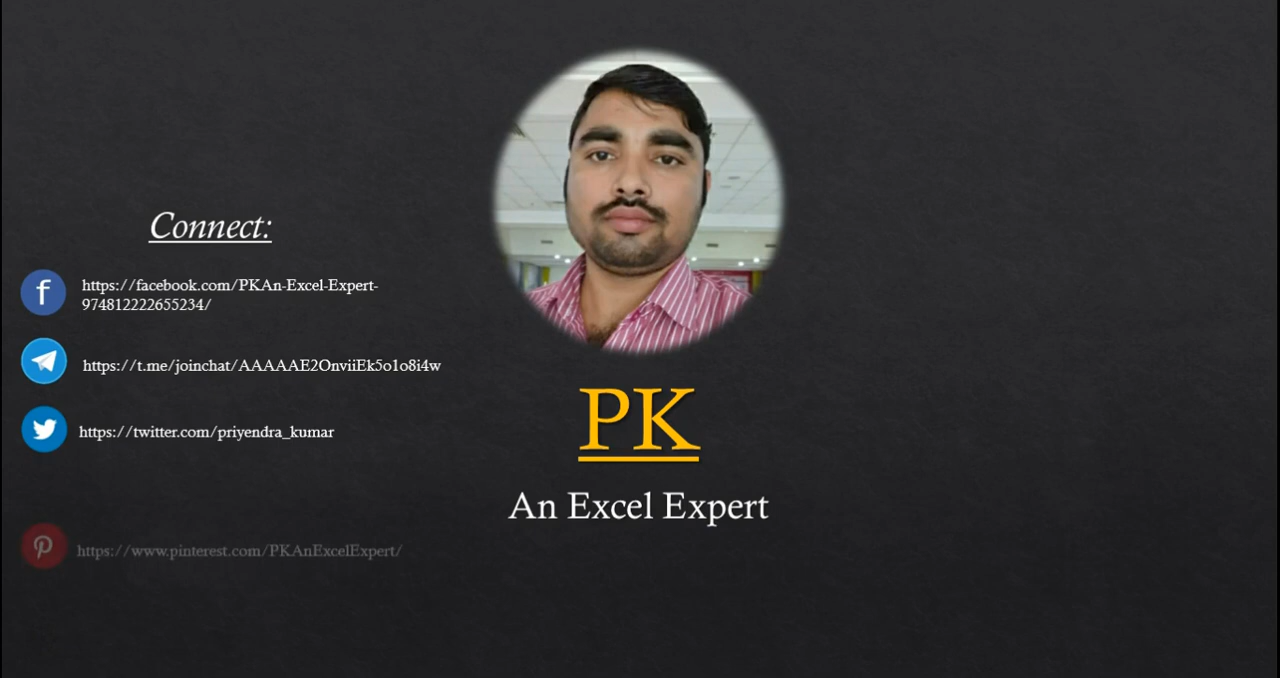 Connect:
https://facebook.com/PKAn-Excel-Expert-
974812222655234/
https://t.me/joinchat/AAAAAE2OnviiEk5o1o8i4w
https://twitter.com/priyendra_kumar
https://www.pinterest.com/PKAnExcelExpert/
PK
An Excel Expert